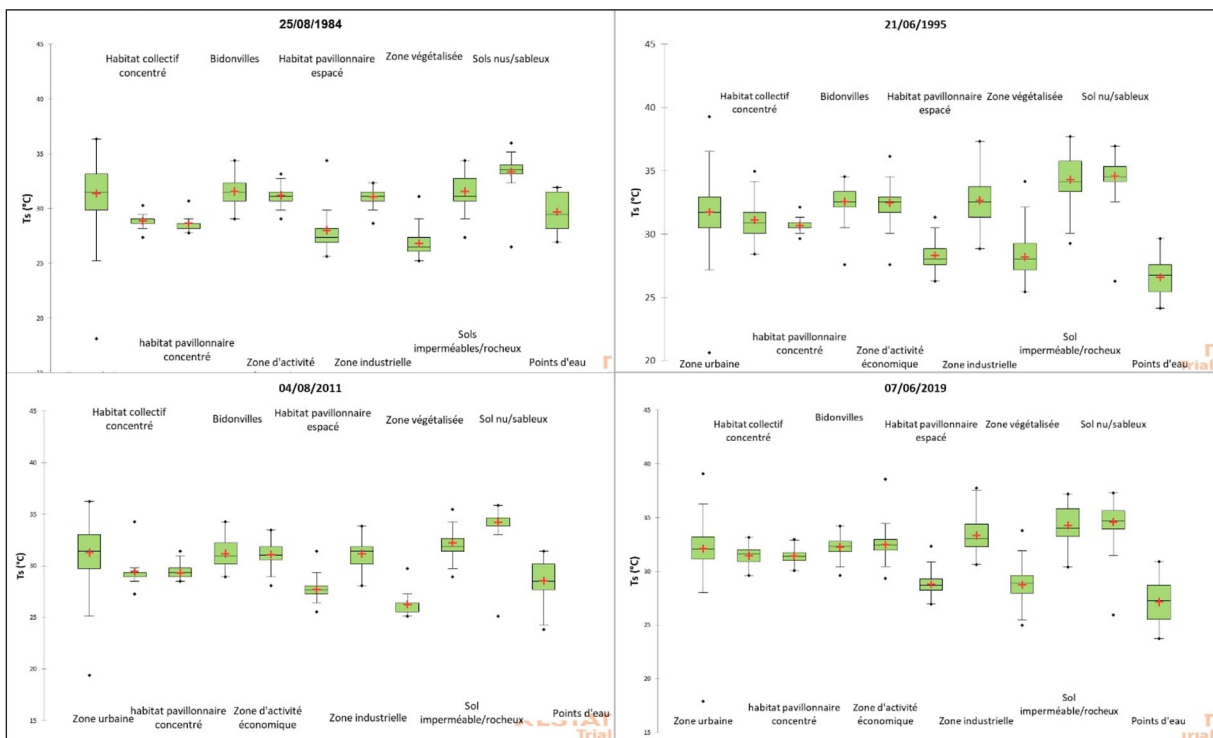 25/08/1984
45
40
35
30
25
20
15
Ts (°C)
Habitat collectif
concentré
Bidonvilles
Habitat pavillonnaire
espacé
Zone végétalisée
Sols nus/sableux
habitat pavillonnaire
concentré
Zone d'activité
Zone industrielle
Sols
imperméables/rocheux
Points d'eau
21/06/1995
45
40
35
30
25
20
Ts (°C)
Habitat collectif
concentré
Bidonvilles
Habitat pavillonnaire
espacé
Zone végétalisée
Sol nu/sableux
Zone urbaine
habitat pavillonnaire
concentré
Zone d'activité
économique
Zone industrielle
Sol
imperméable/rocheux
Points d'eau
Trial
04/08/2011
45
40
35
30
25
20
15
Ts (°C)
Habitat collectif
concentré
Bidonvilles
Habitat pavillonnaire
espacé
Zone végétalisée
Sol nu/sableux
Zone urbaine
habitat pavillonnaire
concentré
Zone d'activité
économique
Zone industrielle
Sol
imperméable/rocheux
Points d'eau
Trial
07/06/2019
45
40
35
30
25
20
15
Ts (°C)
Habitat collectif
concentré
Bidonvilles
Habitat pavillonnaire
espacé
Zone végétalisée
Sol nu/sableux
Zone urbaine
habitat pavillonnaire
concentré
Zone d'activité
économique
Zone industrielle
Sol
imperméable/rocheux
Points d'eau